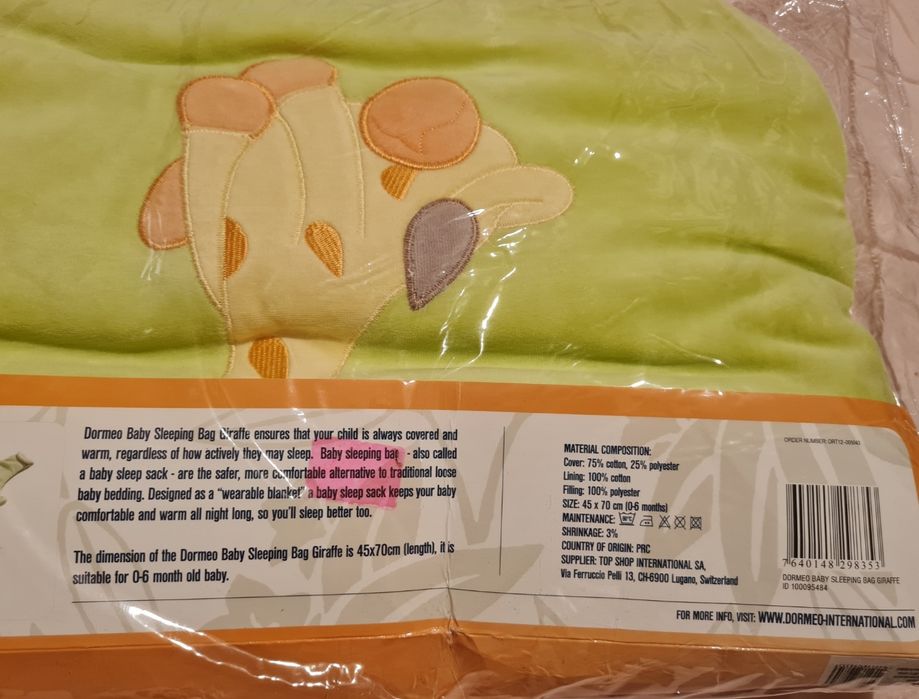 Dormeo Baby Sleeping Bag Giraffe ensures that your child is always covered and
warm, regardless of how actively they may sleep. Baby sleeping bag - also called
a baby sleep sack - are the safer, more comfortable alternative to traditional loose
baby bedding. Designed as a "wearable blanket" a baby sleep sack keeps your baby
comfortable and warm all night long, so you'll sleep better too.
The dimension of the Dormeo Baby Sleeping Bag Giraffe is 45x70cm (length), it is
suitable for 0-6 month old baby.
MATERIAL COMPOSITION:
Cover: 75% cotton, 25% polyester
Lining: 100% cotton
Filling: 100% polyester
SIZE: 45 x 70 cm (0-6 months)
MAINTENANCE:
SHRINKAGE: 3%
COUNTRY OF ORIGIN: PRC
SUPPLIER: TOP SHOP INTERNATIONAL SA,
Via Ferruccio Pelli 13, CH-6900 Lugano, Switzerland
ORDER NUMBER:
7 640148 298353
DORMEO BABY SLEEPING BAG GIRAFFE
ID 100095484
FOR MORE INFO, VISIT: WWW.DORMEO-INTERNATIONAL.COM